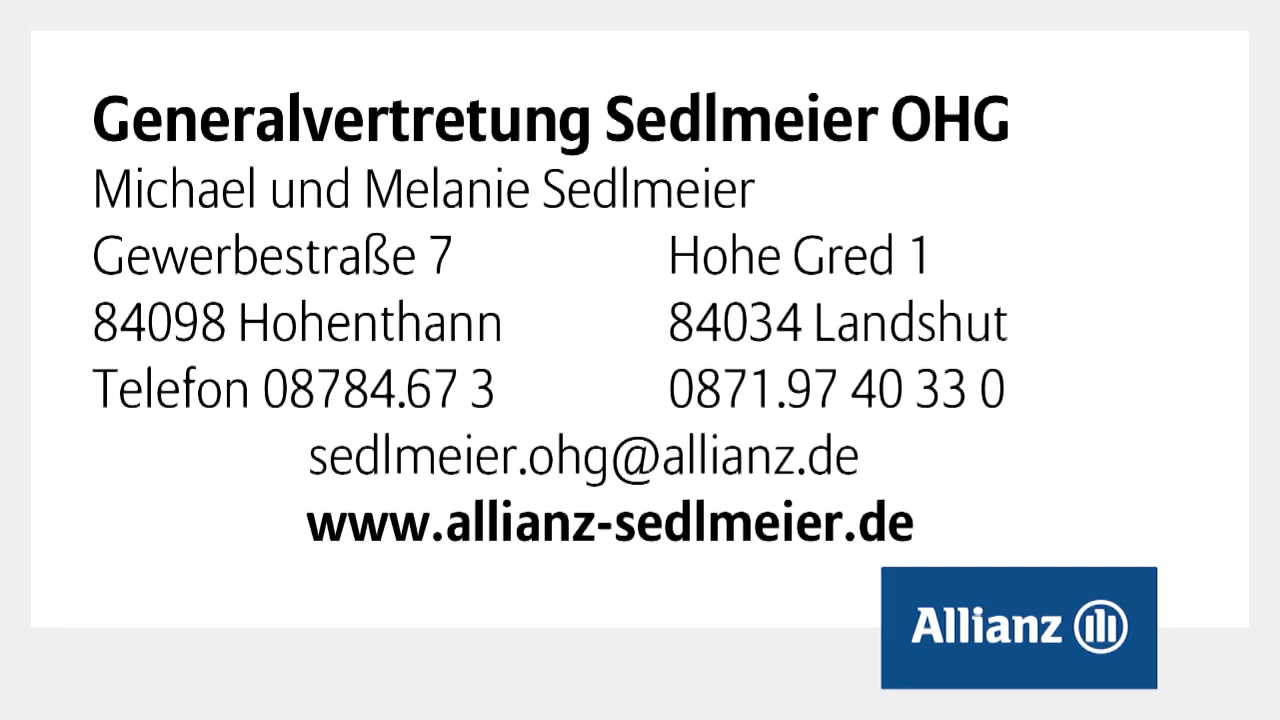 Generalvertretung Sedlmeier OHG
Michael und Melanie Sedlmeier
Gewerbestraße 7 Hohe Gred 1
84098 Hohenthann 84034 Landshut
Telefon 08784.67 3 0871.97 40 33 0
sedlmeier.ohg@allianz.de
www.allianz-sedlmeier.de
Allianz